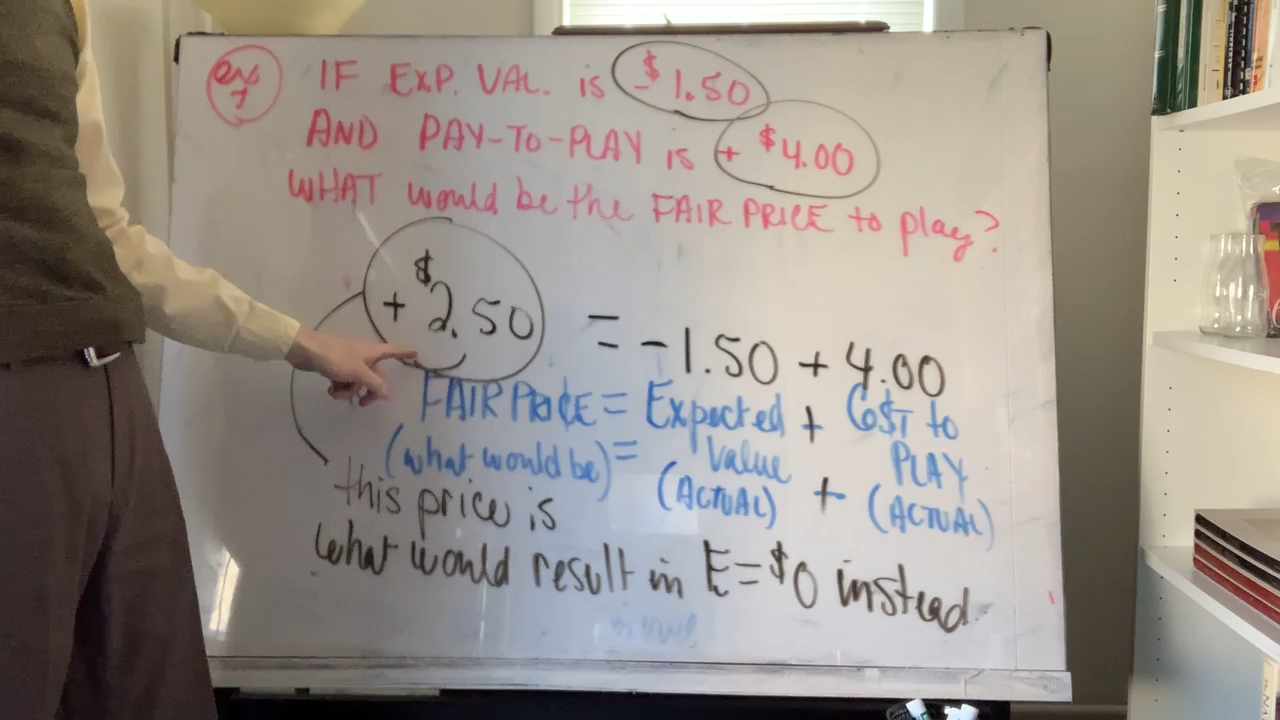 ex 1
IF EXP. VAL. is -$1.50
AND PAY-TO-PLAY is + $4.00
WHAT would be the FAIR PRICE to play?
+ $2.50 = -1.50 + 4.00
FAIR PRICE = Expected Value + COST to PLAY
(what would be) = (ACTUAL) + (ACTUAL)
this price is
what would result in E=$0 instead.